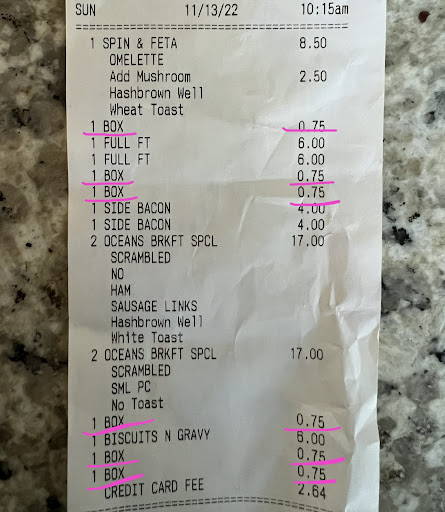 SUN 11/13/22 10:15am
1 SPIN & FETA 8.50
OMELETTE
Add Mushroom 2.50
Hashbrown Well
Wheat Toast
1 BOX 0.75
1 FULL FT 6.00
1 FULL FT 6.00
1 BOX 0.75
1 BOX 0.75
1 SIDE BACON 4.00
1 SIDE BACON 4.00
2 OCEANS BRKFT SPCL 17.00
SCRAMBLED
NO
HAM
SAUSAGE LINKS
Hashbrown Well
White Toast
2 OCEANS BRKFT SPCL 17.00
SCRAMBLED
SML PC
No Toast
1 BOX 0.75
1 BISCUITS N GRAVY 6.00
1 BOX 0.75
1 BOX 0.75
CREDIT CARD FEE 2.64